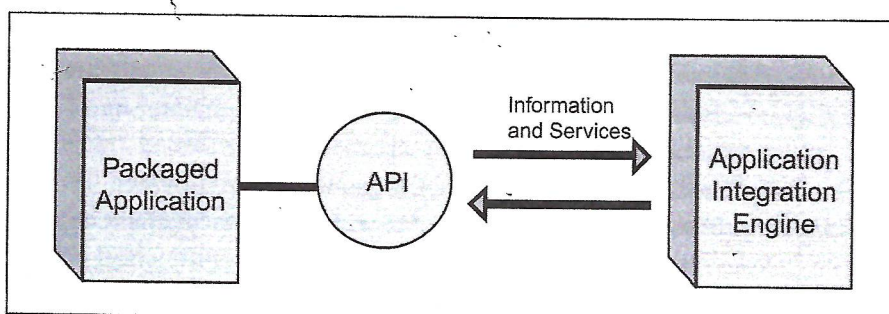 Packaged
Application
API
Information
and Services
Application
Integration
Engine